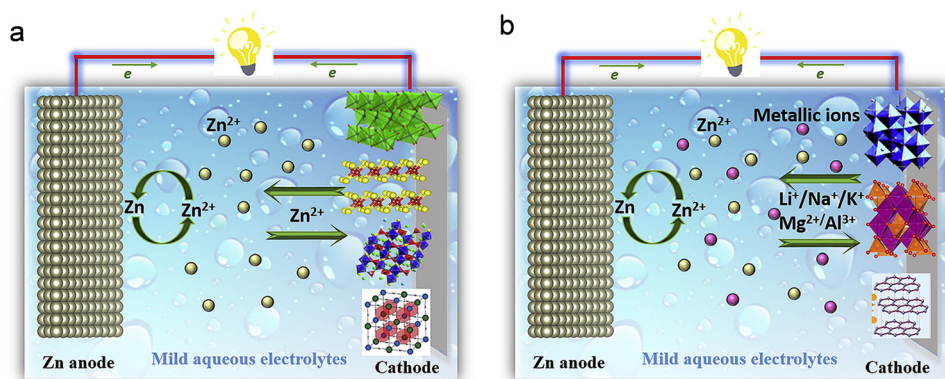 a
e
e
Zn²⁺
Zn
Zn²⁺
Zn²⁺
Zn anode
Mild aqueous electrolytes
Cathode
b
e
e
Zn²⁺
Metallic ions
Zn
Zn²⁺
Li⁺/Na⁺/K⁺
Mg²⁺/Al³⁺
Zn anode
Mild aqueous electrolytes
Cathode